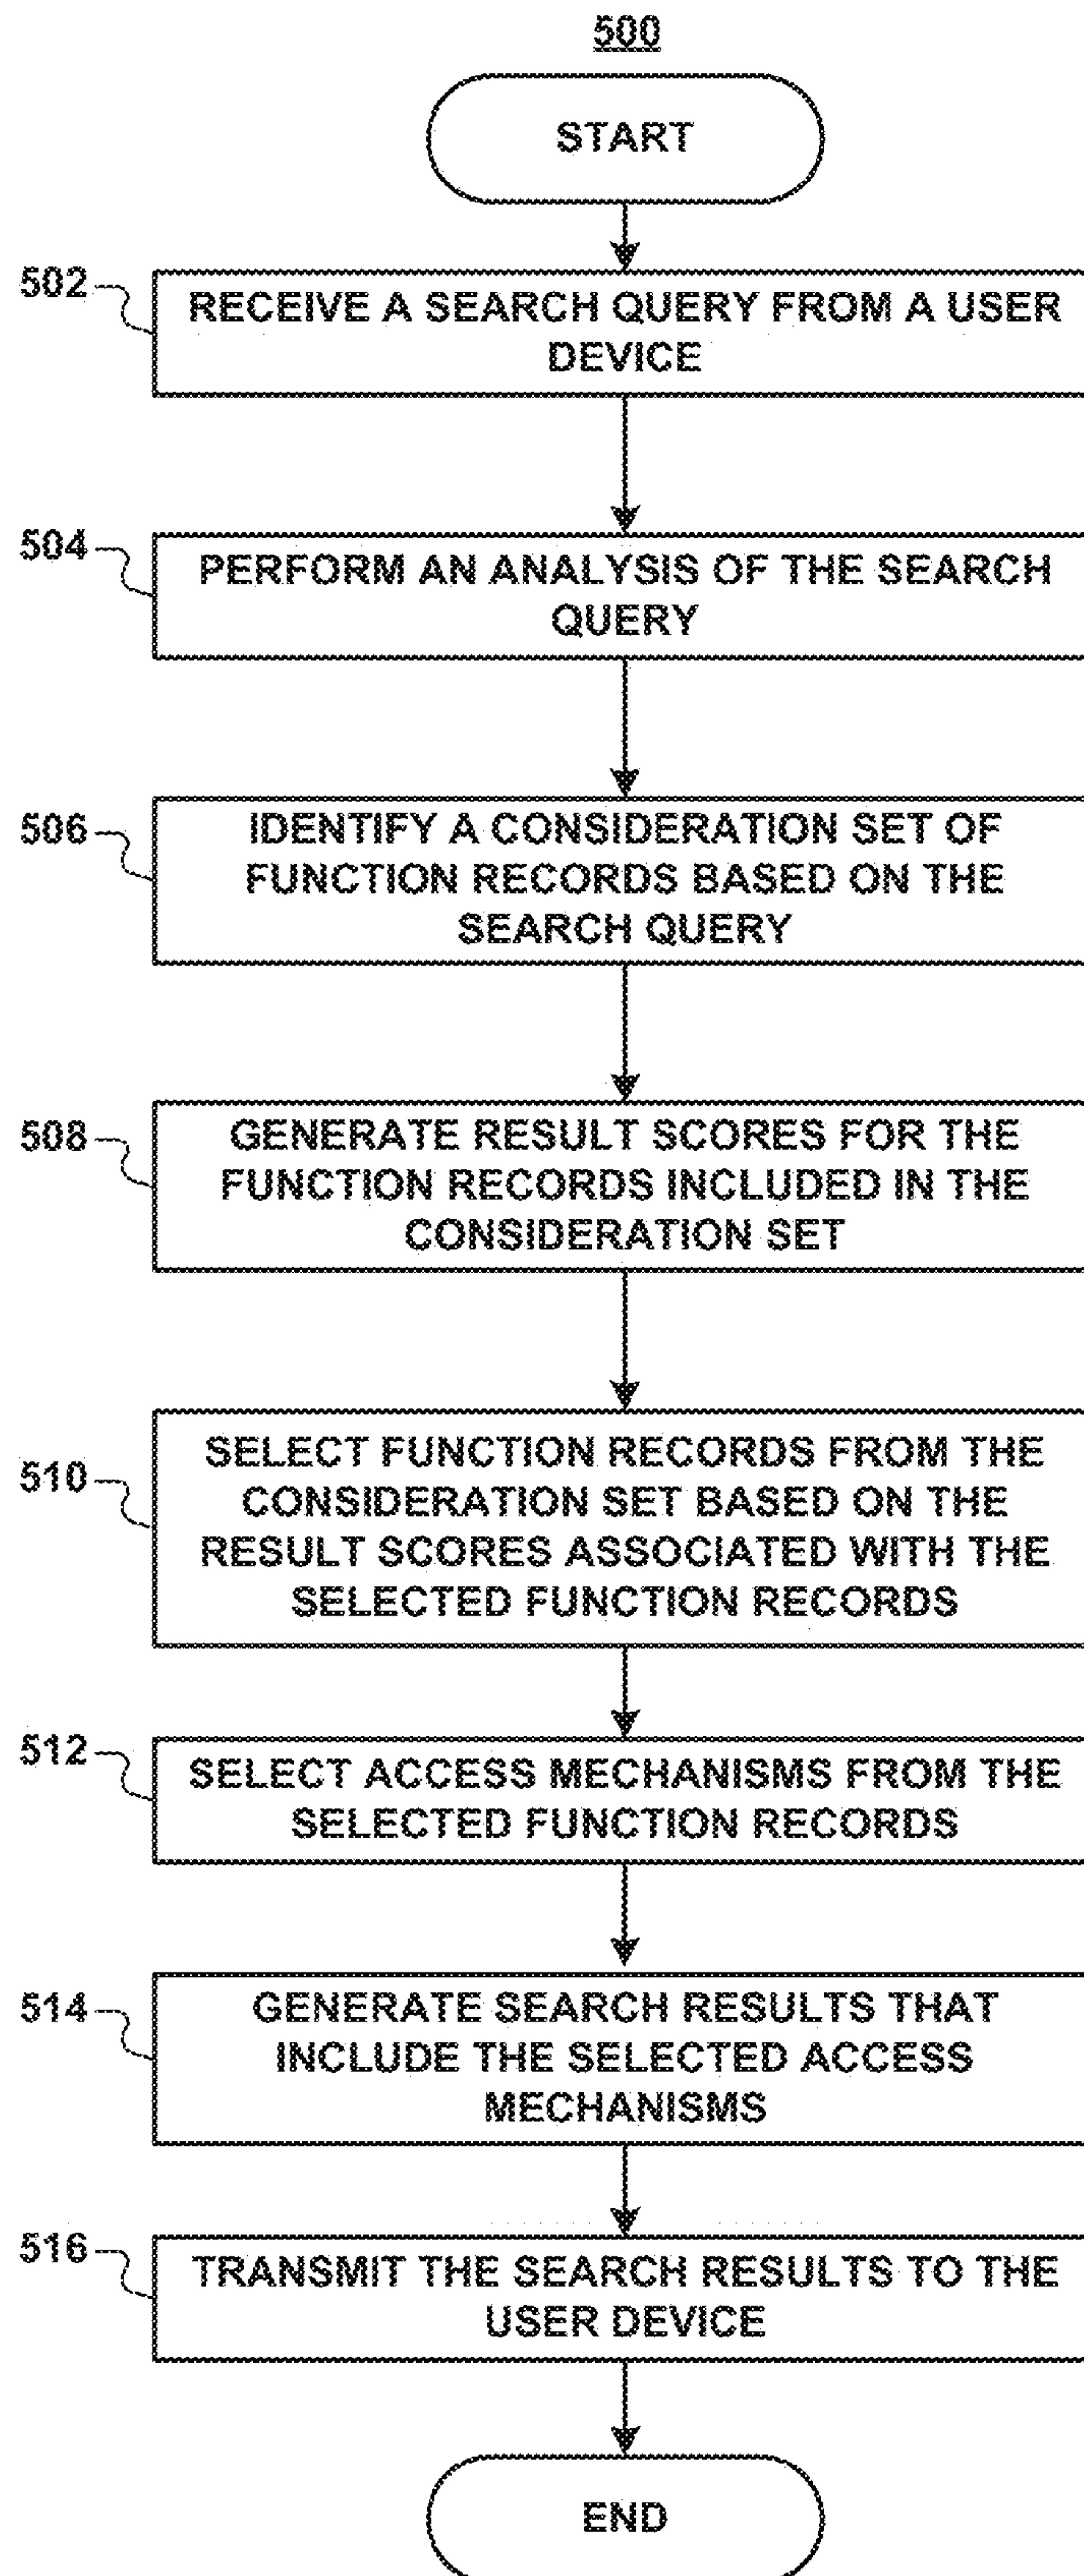 500
START
502
RECEIVE A SEARCH QUERY FROM A USER
DEVICE
504
PERFORM AN ANALYSIS OF THE SEARCH
QUERY
506
IDENTIFY A CONSIDERATION SET OF
FUNCTION RECORDS BASED ON THE
SEARCH QUERY
508
GENERATE RESULT SCORES FOR THE
FUNCTION RECORDS INCLUDED IN THE
CONSIDERATION SET
510
SELECT FUNCTION RECORDS FROM THE
CONSIDERATION SET BASED ON THE
RESULT SCORES ASSOCIATED WITH THE
SELECTED FUNCTION RECORDS
512
SELECT ACCESS MECHANISMS FROM THE
SELECTED FUNCTION RECORDS
514
GENERATE SEARCH RESULTS THAT
INCLUDE THE SELECTED ACCESS
MECHANISMS
516
TRANSMIT THE SEARCH RESULTS TO THE
USER DEVICE
END